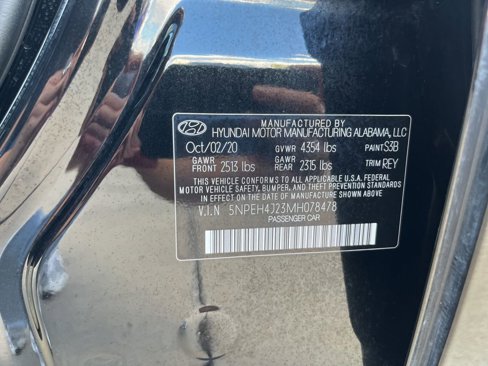 MANUFACTURED BY
HYUNDAI MOTOR MANUFACTURING ALABAMA, LLC
Oct/02/20 GVWR 4354 lbs PAINT S3B
GAWR FRONT 2513 lbs GAWR REAR 2315 lbs TRIM REY
THIS VEHICLE CONFORMS TO ALL APPLICABLE U.S.A. FEDERAL
MOTOR VEHICLE SAFETY, BUMPER, AND THEFT PREVENTION STANDARDS
IN EFFECT ON THE DATE OF MANUFACTURE SHOWN ABOVE.
V.I.N 5NPEH4J23MH078478
PASSENGER CAR